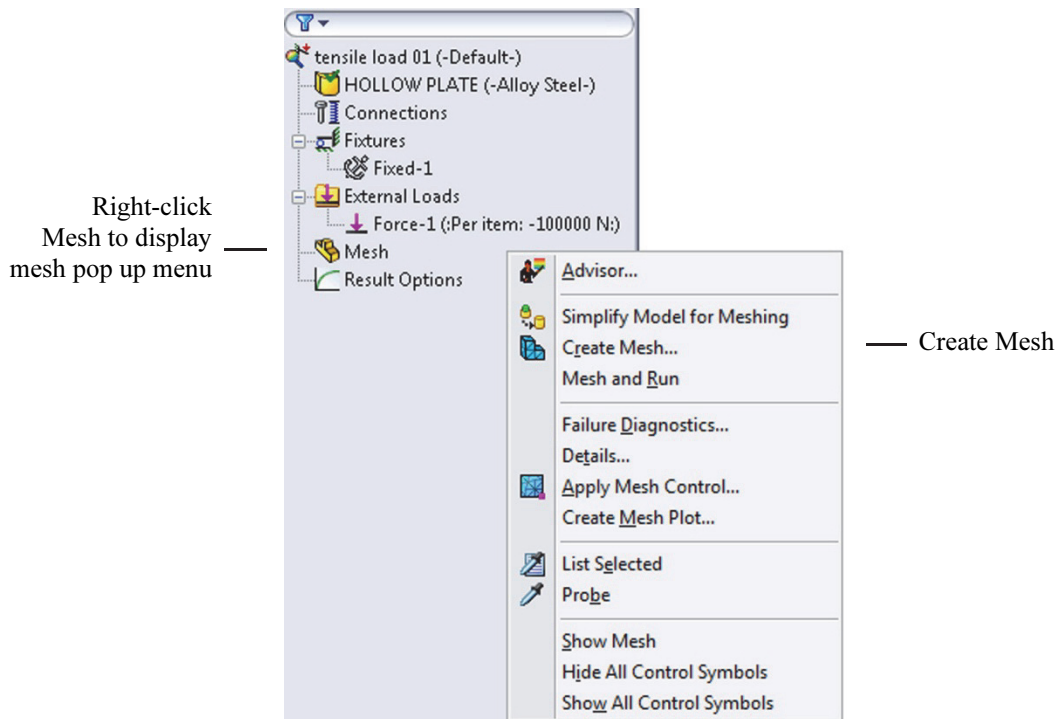 tensile load 01 (-Default-)
HOLLOW PLATE (-Alloy Steel-)
Connections
Fixtures
Fixed-1
External Loads
Force-1 (:Per item: -100000 N:)
Mesh
Result Options
Right-click
Mesh to display
mesh pop up menu
Advisor...
Simplify Model for Meshing
Create Mesh...
Mesh and Run
Failure Diagnostics...
Details...
Apply Mesh Control...
Create Mesh Plot...
List Selected
Probe
Show Mesh
Hide All Control Symbols
Show All Control Symbols
Create Mesh